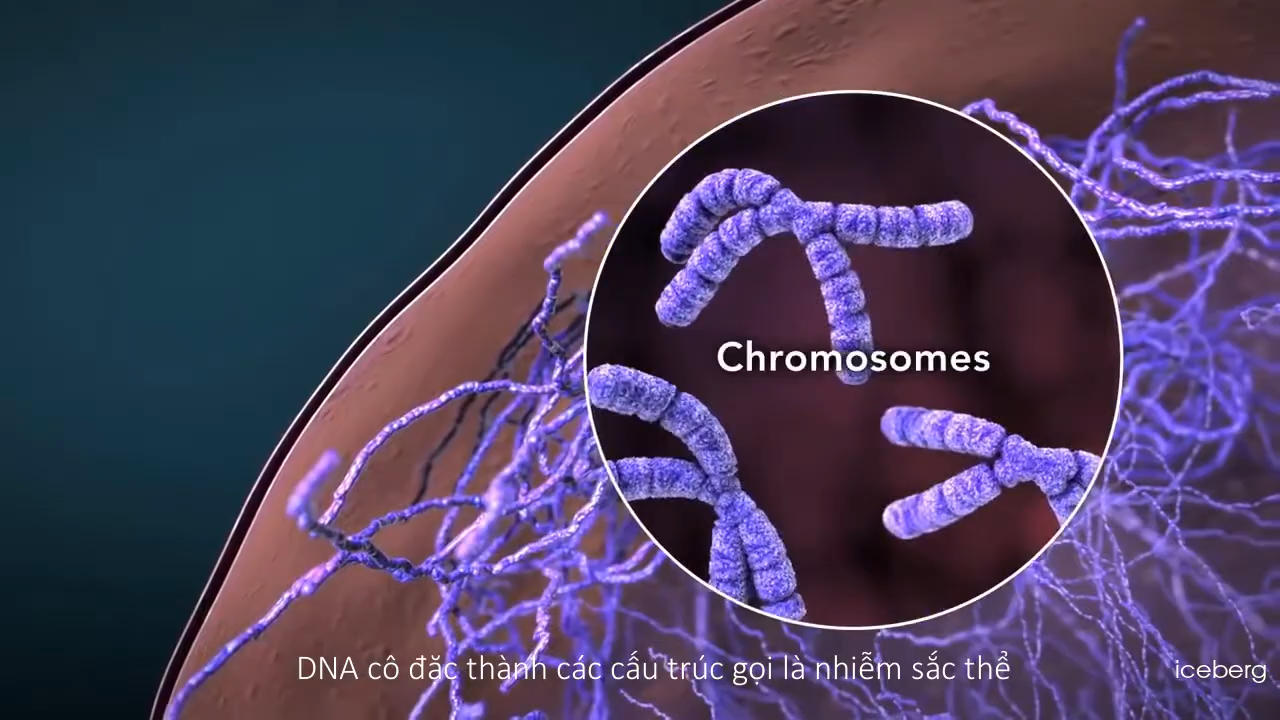 Chromosomes
DNA cô đặc thành các cấu trúc gọi là nhiễm sắc thể
iceberg